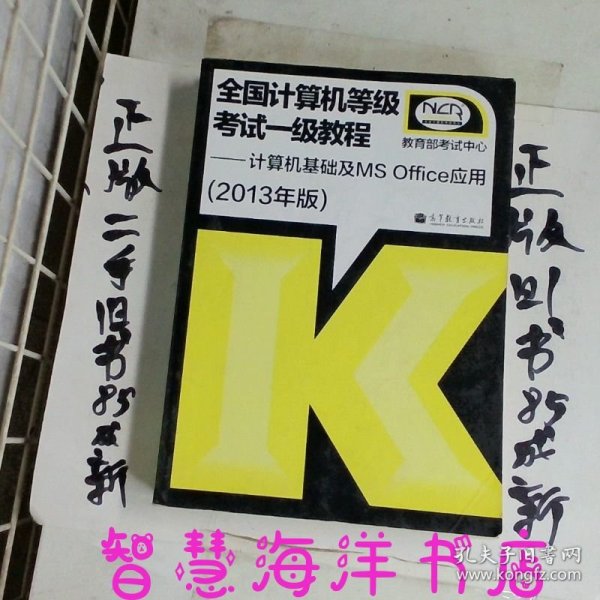 全国计算机等级
考试一级教程
——计算机基础及MS Office应用
(2013年版)
NCR
教育部考试中心
高等教育出版社
HIGHER EDUCATION PRESS
正版二手旧书85成新
正版旧书85成新
智慧海洋书店
孔夫子旧书网
www.kongfz.com